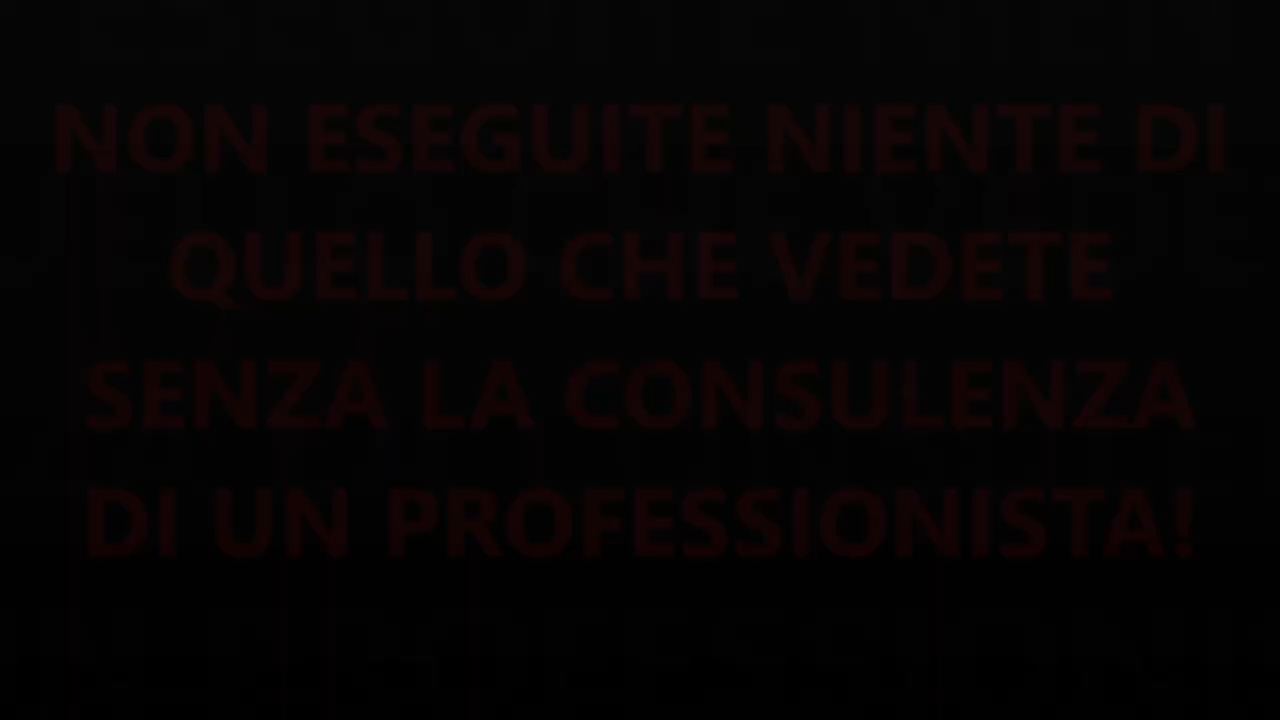 NON ESEGUITE NIENTE DI
QUELLO CHE VEDETE
SENZA LA CONSULENZA
DI UN PROFESSIONISTA!